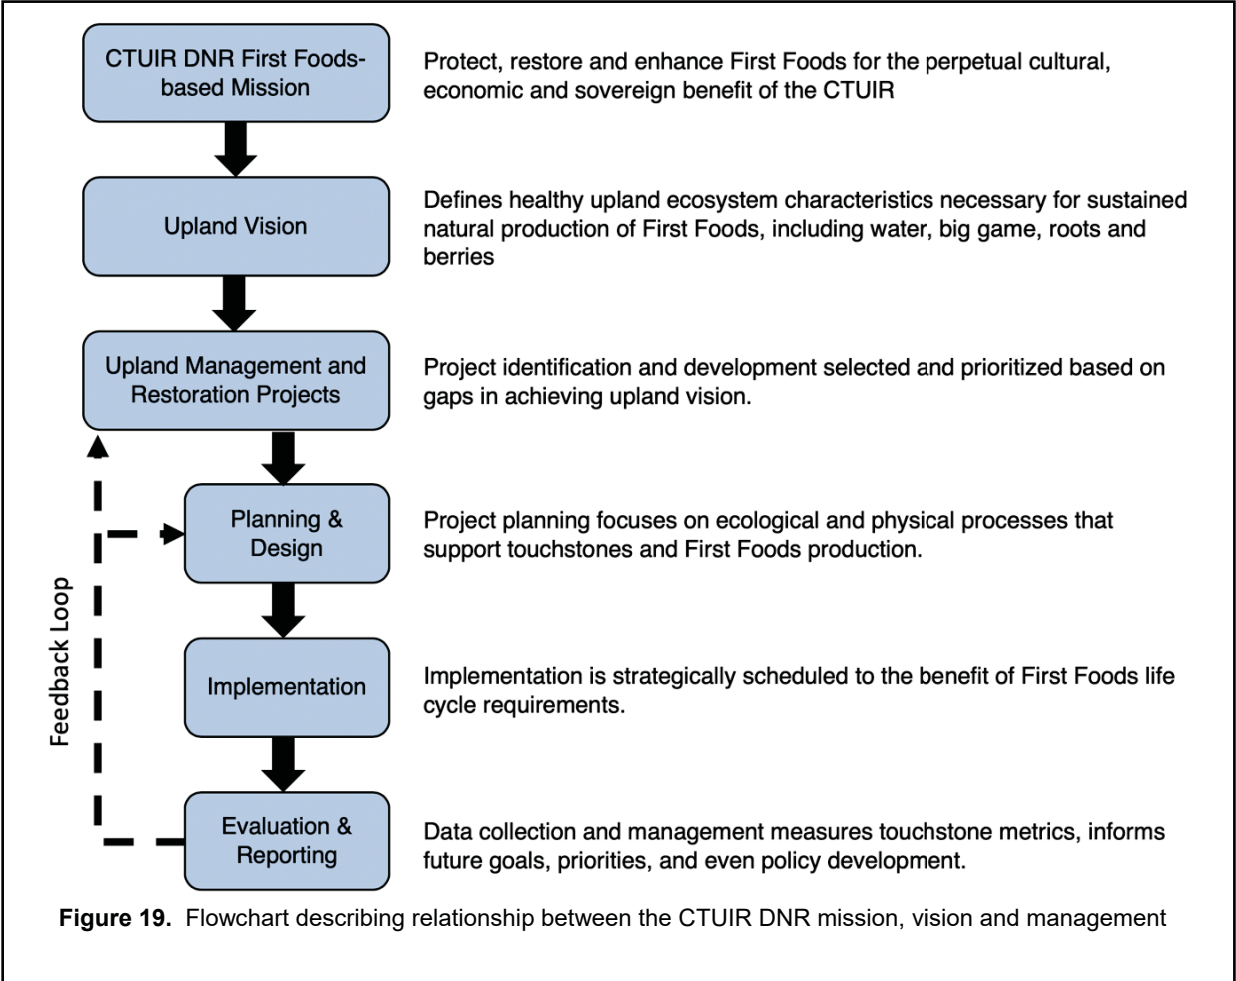 CTUIR DNR First Foods-
based Mission
Protect, restore and enhance First Foods for the perpetual cultural,
economic and sovereign benefit of the CTUIR
Upland Vision
Defines healthy upland ecosystem characteristics necessary for sustained
natural production of First Foods, including water, big game, roots and
berries
Upland Management and
Restoration Projects
Project identification and development selected and prioritized based on
gaps in achieving upland vision.
Planning &
Design
Project planning focuses on ecological and physical processes that
support touchstones and First Foods production.
Feedback Loop
Implementation
Implementation is strategically scheduled to the benefit of First Foods life
cycle requirements.
Evaluation &
Reporting
Data collection and management measures touchstone metrics, informs
future goals, priorities, and even policy development.
Figure 19. Flowchart describing relationship between the CTUIR DNR mission, vision and management